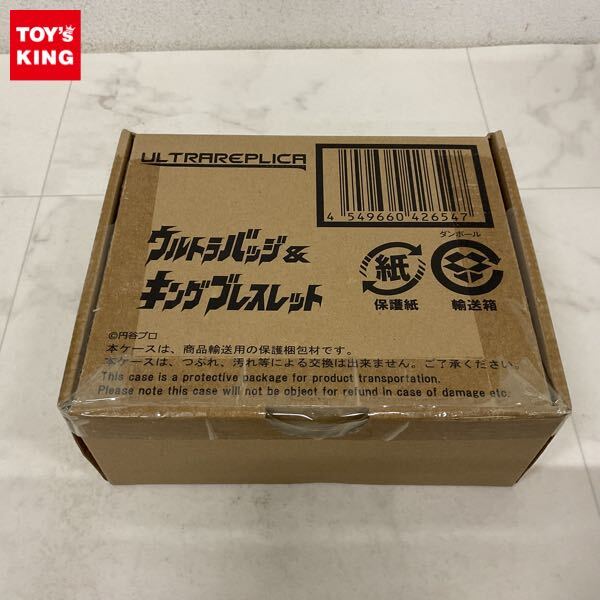 TOY's
KING
ULTRAREPLICA
4 549660 426547
ダンボール
ウルトラバッジ&
キングブレスレット
紙
保護紙
輸送箱
©円谷プロ
本ケースは、商品輸送用の保護梱包材です。
本ケースは、つぶれ、汚れ等による交換は出来ません。ご了承ください。
This case is a protective package for product transportation.
Please note this case will not be object for refund in case of damage etc.